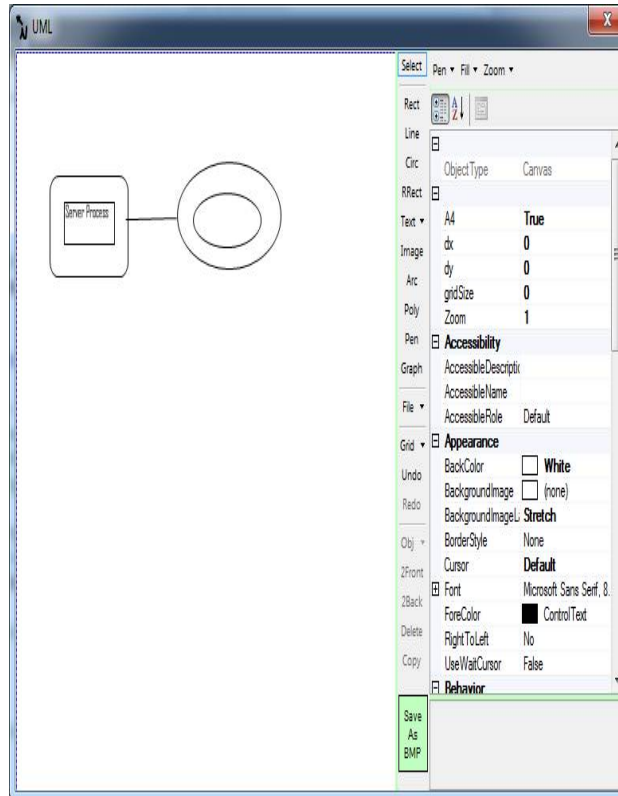 UML
X
Server Process
Select
Rect
Line
Circ
RRect
Text
Image
Arc
Poly
Pen
Graph
File
Grid
Undo
Redo
Obj
2Front
2Back
Delete
Copy
Save
As
BMP
Pen Fill Zoom
A
Z
ObjectType Canvas
A4 True
dx 0
dy 0
gridSize 0
Zoom 1
Accessibility
AccessibleDescriptic
AccessibleName
AccessibleRole Default
Appearance
BackColor White
BackgroundImage (none)
BackgroundImageL Stretch
BorderStyle None
Cursor Default
Font Microsoft Sans Serif, 8.
ForeColor ControlText
RightToLeft No
UseWaitCursor False
Behavior